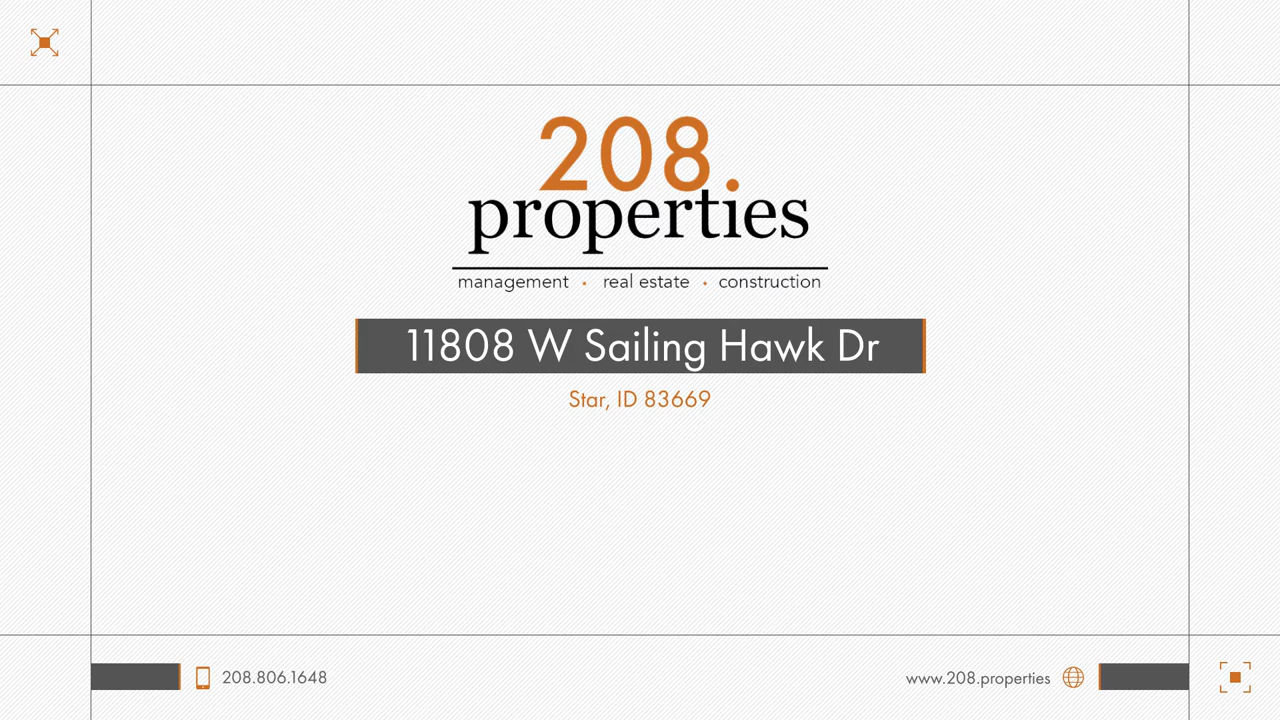 208.
properties
management • real estate • construction
11808 W Sailing Hawk Dr
Star, ID 83669
208.806.1648
www.208.properties